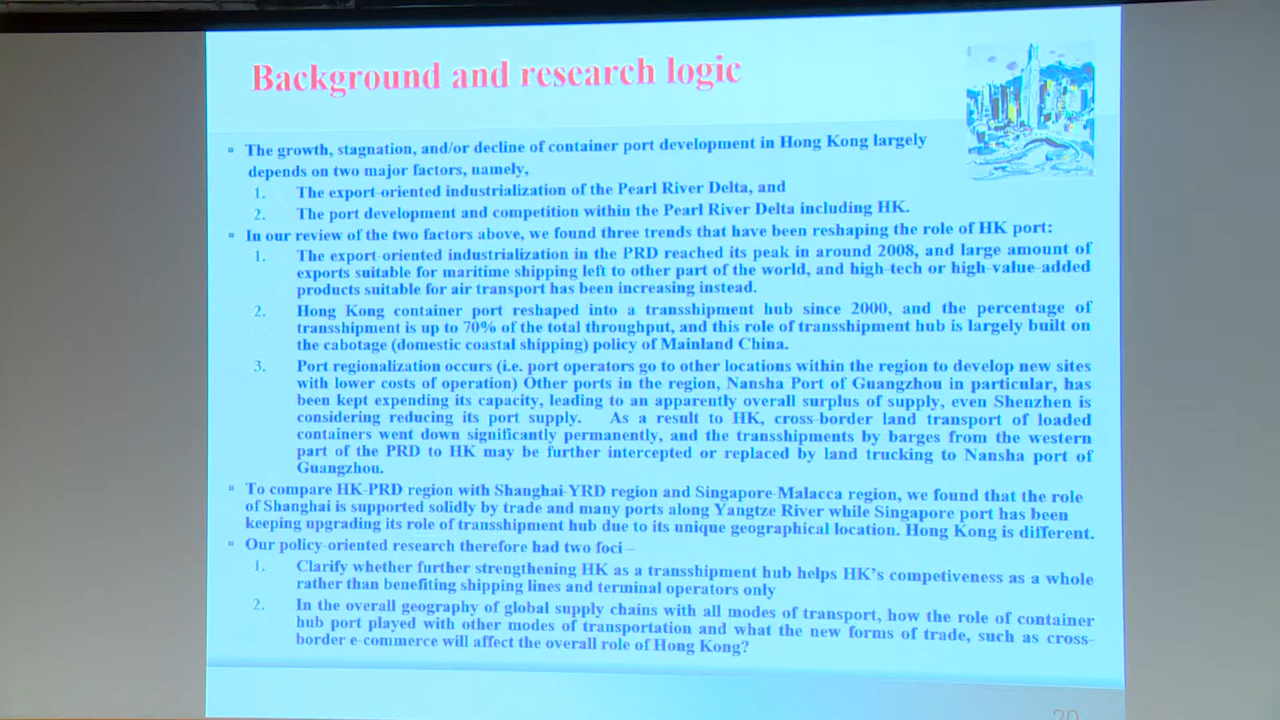 Background and research logic
The growth, stagnation, and/or decline of container port development in Hong Kong largely
depends on two major factors, namely,
1. The export-oriented industrialization of the Pearl River Delta, and
2. The port development and competition within the Pearl River Delta including HK.
In our review of the two factors above, we found three trends that have been reshaping the role of HK port:
1. The export-oriented industrialization in the PRD reached its peak in around 2008, and large amount of
exports suitable for maritime shipping left to other part of the world, and high-tech or high-value-added
products suitable for air transport has been increasing instead.
2. Hong Kong container port reshaped into a transshipment hub since 2000, and the percentage of
transshipment is up to 70% of the total throughput, and this role of transshipment hub is largely built on
the cabotage (domestic coastal shipping) policy of Mainland China.
3. Port regionalization occurs (i.e. port operators go to other locations within the region to develop new sites
with lower costs of operation) Other ports in the region, Nansha Port of Guangzhou in particular, has
been kept expending its capacity, leading to an apparently overall surplus of supply, even Shenzhen is
considering reducing its port supply. As a result to HK, cross-border land transport of loaded
containers went down significantly permanently, and the transshipments by barges from the western
part of the PRD to HK may be further intercepted or replaced by land trucking to Nansha port of
Guangzhou.
To compare HK-PRD region with Shanghai-YRD region and Singapore-Malacca region, we found that the role
of Shanghai is supported solidly by trade and many ports along Yangtze River while Singapore port has been
keeping upgrading its role of transshipment hub due to its unique geographical location. Hong Kong is different.
Our policy-oriented research therefore had two foci –
1. Clarify whether further strengthening HK as a transshipment hub helps HK's competiveness as a whole
rather than benefiting shipping lines and terminal operators only
2. In the overall geography of global supply chains with all modes of transport, how the role of container
hub port played with other modes of transportation and what the new forms of trade, such as cross-
border e-commerce will affect the overall role of Hong Kong?
20